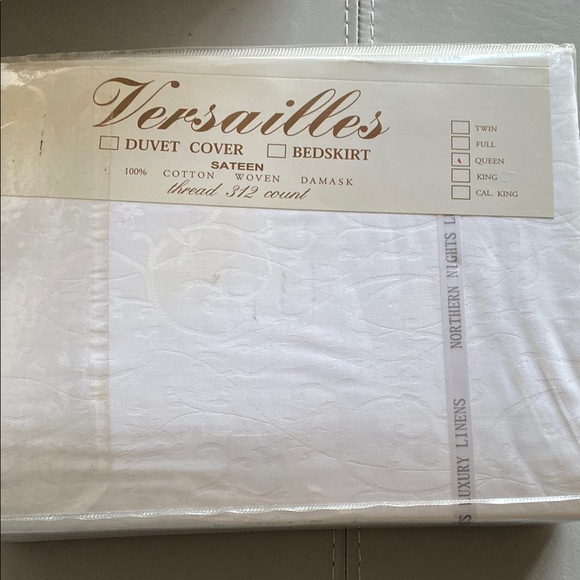 Versailles
DUVET COVER BEDSKIRT
SATEEN
100% COTTON WOVEN DAMASK
thread 312 count
TWIN
FULL
QUEEN
KING
CAL. KING
NORTHERN NIGHTS
LUXURY LINENS